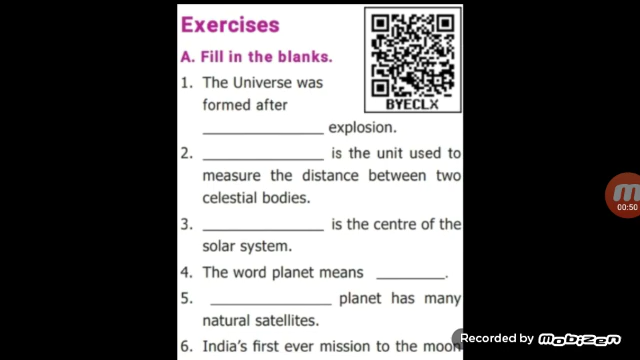 Exercises
A. Fill in the blanks.
BYECLX
1. The Universe was
formed after
_______________ explosion.
2. _______________ is the unit used to
measure the distance between two
celestial bodies.
3. _______________ is the centre of the
solar system.
4. The word planet means ________.
5. _______________ planet has many
natural satellites.
6. India's first ever mission to the moon
00:50
Recorded by MOBIZEN